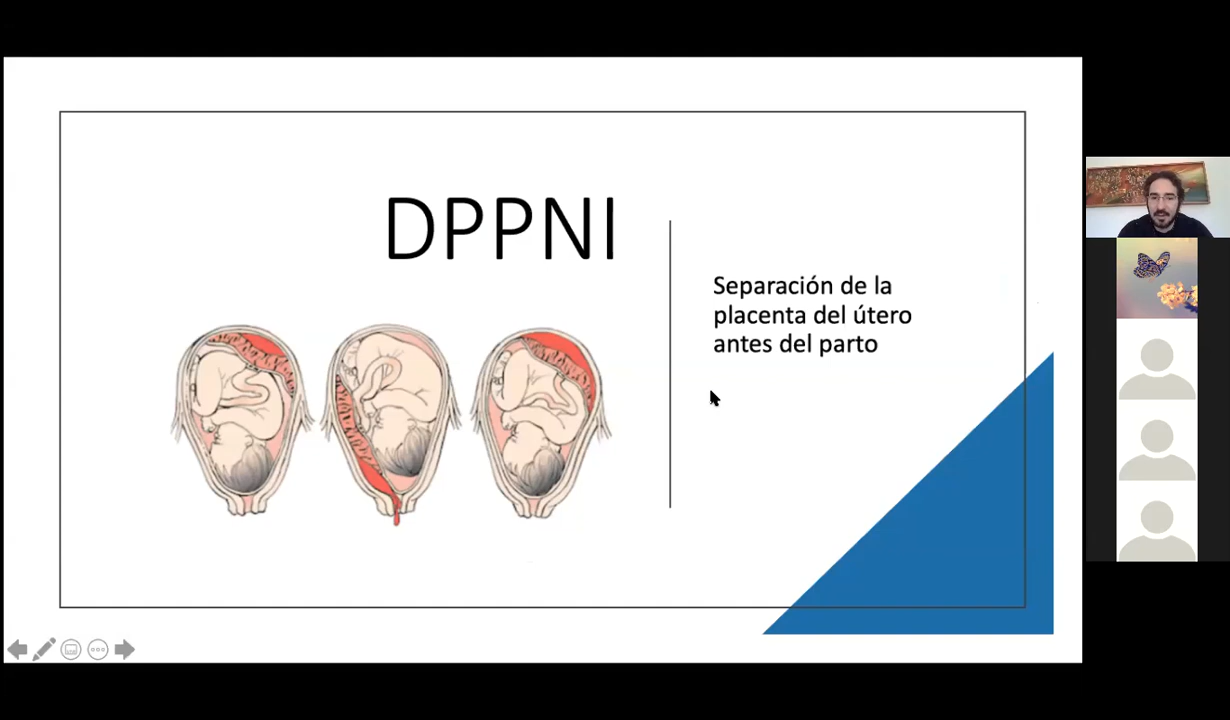 DPPNI
Separación de la
placenta del útero
antes del parto